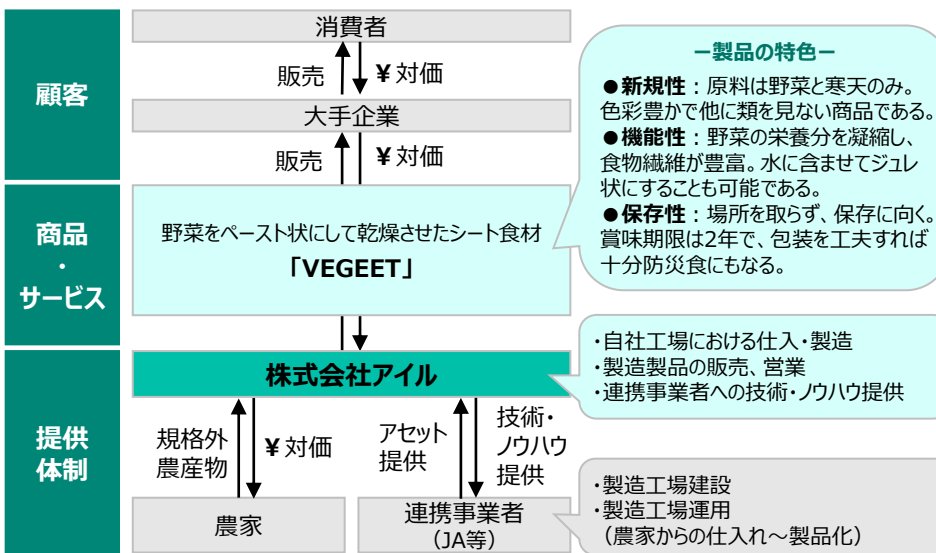 顧客
消費者
販売
¥ 対価
大手企業
販売
¥ 対価
ー製品の特色ー
●新規性：原料は野菜と寒天のみ。
色彩豊かで他に類を見ない商品である。
●機能性：野菜の栄養分を凝縮し、
食物繊維が豊富。水に含ませてジュレ
状にすることも可能である。
●保存性：場所を取らず、保存に向く。
賞味期限は2年で、包装を工夫すれば
十分防災食にもなる。
商品
・
サービス
野菜をペースト状にして乾燥させたシート食材
「VEGEET」
提供
体制
株式会社アイル
・自社工場における仕入・製造
・製造製品の販売、営業
・連携事業者への技術・ノウハウ提供
規格外
農産物
¥ 対価
アセット
提供
技術・
ノウハウ
提供
農家
連携事業者
（JA等）
・製造工場建設
・製造工場運用
（農家からの仕入れ～製品化）